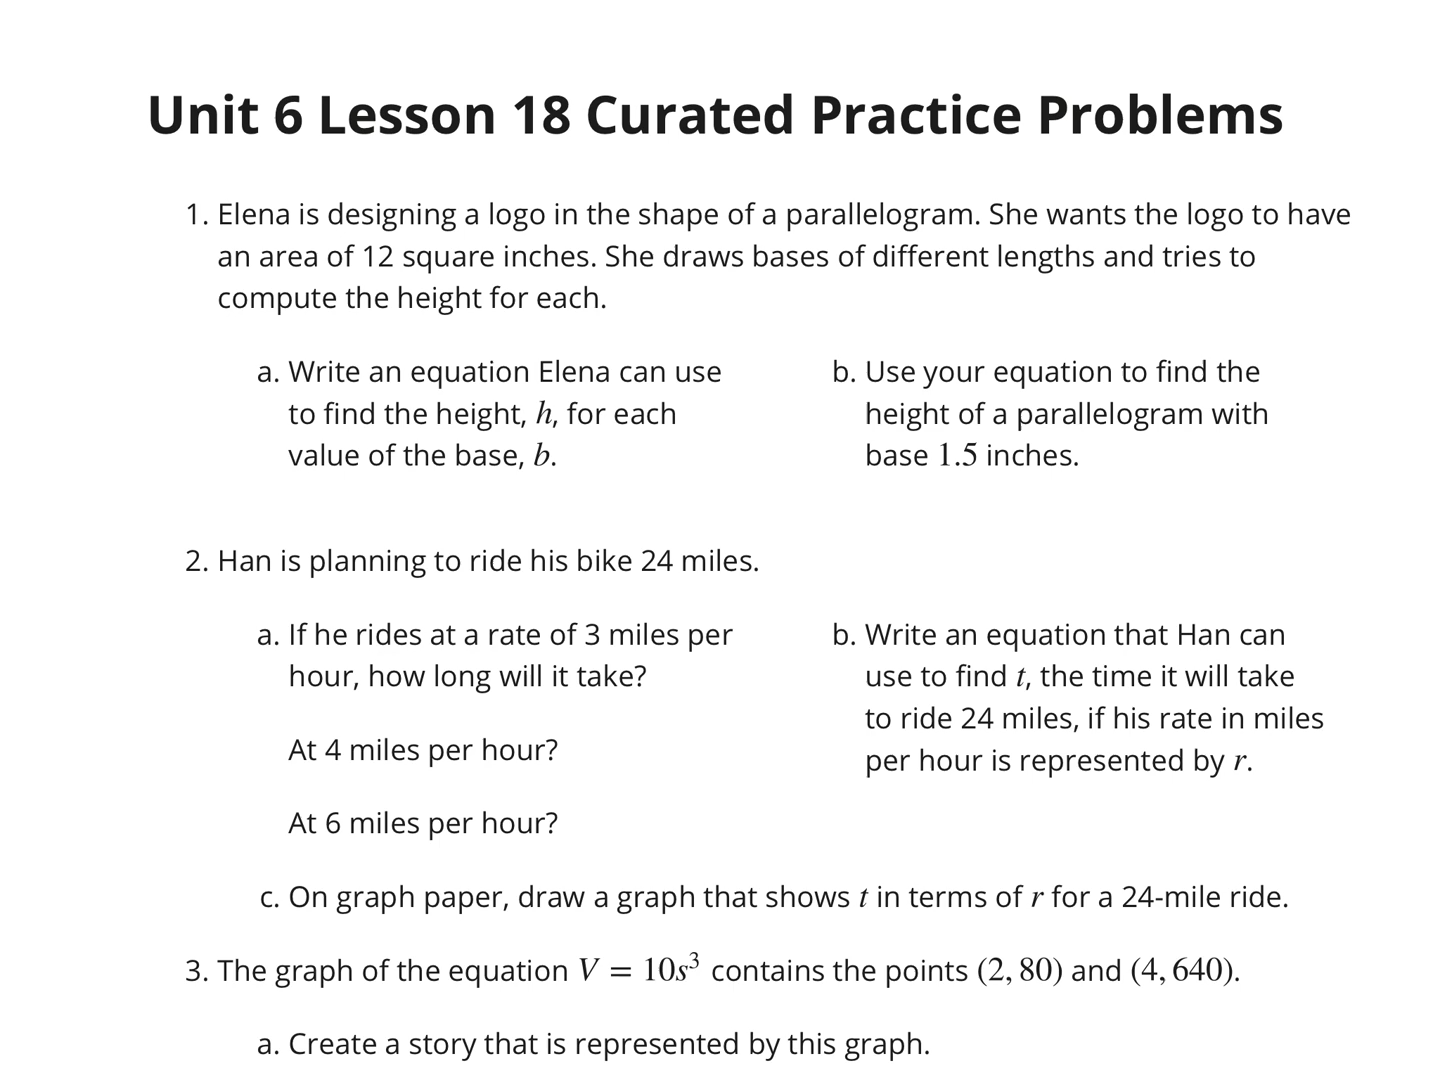 Unit 6 Lesson 18 Curated Practice Problems
1. Elena is designing a logo in the shape of a parallelogram. She wants the logo to have
an area of 12 square inches. She draws bases of different lengths and tries to
compute the height for each.
a. Write an equation Elena can use
to find the height, h, for each
value of the base, b.
b. Use your equation to find the
height of a parallelogram with
base 1.5 inches.
2. Han is planning to ride his bike 24 miles.
a. If he rides at a rate of 3 miles per
hour, how long will it take?
At 4 miles per hour?
At 6 miles per hour?
b. Write an equation that Han can
use to find t, the time it will take
to ride 24 miles, if his rate in miles
per hour is represented by r.
c. On graph paper, draw a graph that shows t in terms of r for a 24-mile ride.
3. The graph of the equation V = 10s³ contains the points (2, 80) and (4, 640).
a. Create a story that is represented by this graph.